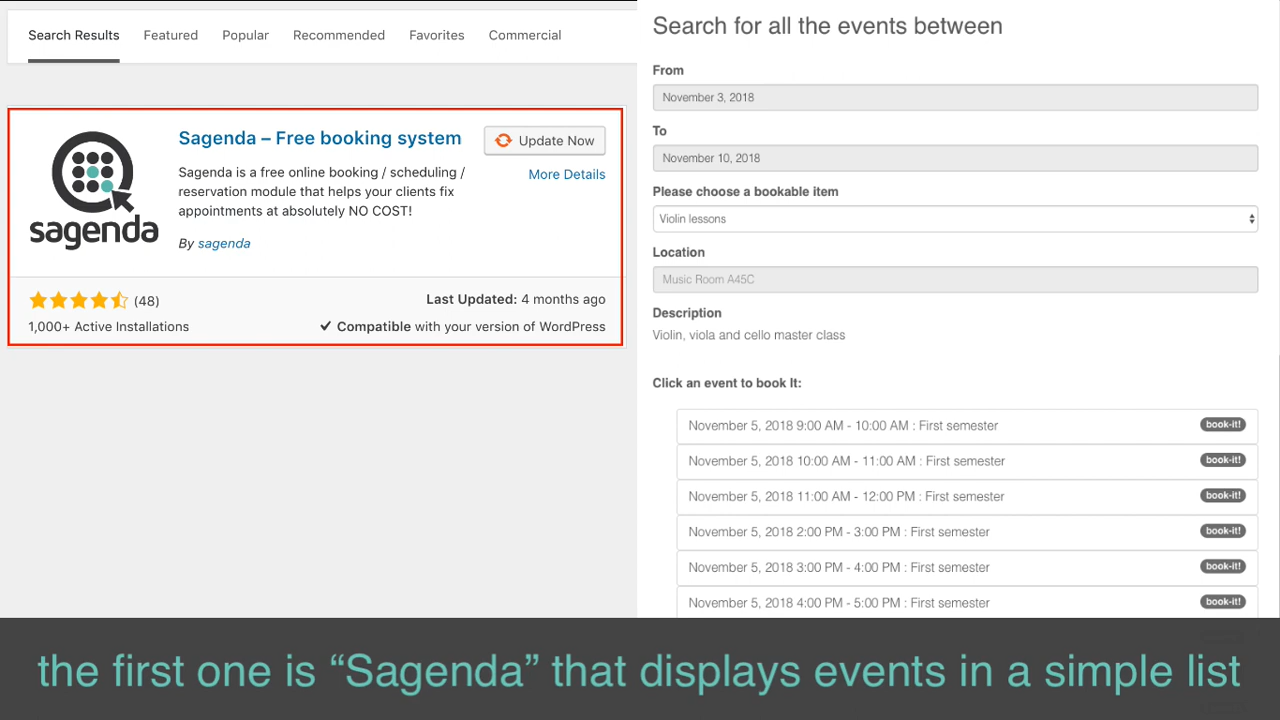 Search Results Featured Popular Recommended Favorites Commercial
Sagenda – Free booking system
Update Now
More Details
Sagenda is a free online booking / scheduling /
reservation module that helps your clients fix
appointments at absolutely NO COST!
By sagenda
sagenda
(48)
Last Updated: 4 months ago
1,000+ Active Installations
Compatible with your version of WordPress
Search for all the events between
From
November 3, 2018
To
November 10, 2018
Please choose a bookable item
Violin lessons
Location
Music Room A45C
Description
Violin, viola and cello master class
Click an event to book It:
November 5, 2018 9:00 AM - 10:00 AM : First semester book-it!
November 5, 2018 10:00 AM - 11:00 AM : First semester book-it!
November 5, 2018 11:00 AM - 12:00 PM : First semester book-it!
November 5, 2018 2:00 PM - 3:00 PM : First semester book-it!
November 5, 2018 3:00 PM - 4:00 PM : First semester book-it!
November 5, 2018 4:00 PM - 5:00 PM : First semester book-it!
the first one is “Sagenda” that displays events in a simple list